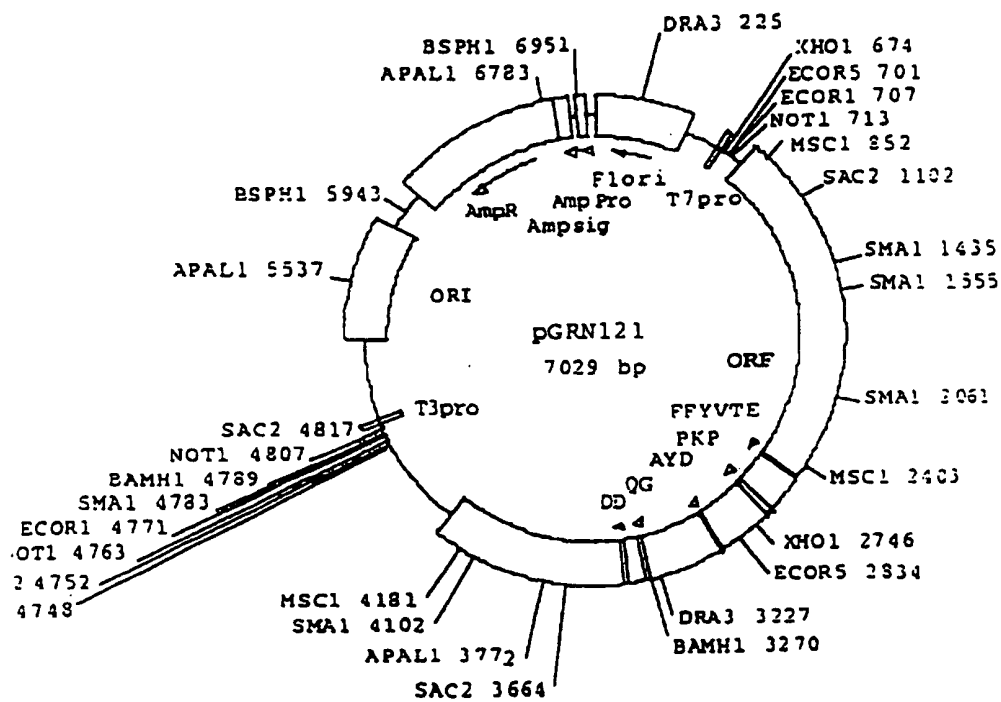 DRA3 225
XHO1 674
ECOR5 701
ECOR1 707
NOT1 713
MSC1 852
SAC2 1102
SMA1 1435
SMA1 1555
SMA1 2061
MSC1 2403
XHO1 2746
ECOR5 2834
DRA3 3227
BAMH1 3270
SAC2 3664
APAL1 3772
SMA1 4102
MSC1 4181
4748
2 4752
OT1 4763
ECOR1 4771
SMA1 4783
BAMH1 4789
NOT1 4807
SAC2 4817
APAL1 5537
BSPH1 5943
APAL1 6783
BSPH1 6951
Flori
Amp Pro
Ampsig
AmpR
T7pro
ORI
pGRN121
7029 bp
ORF
T3pro
FFYVTE
PKP
AYD
QG
DD